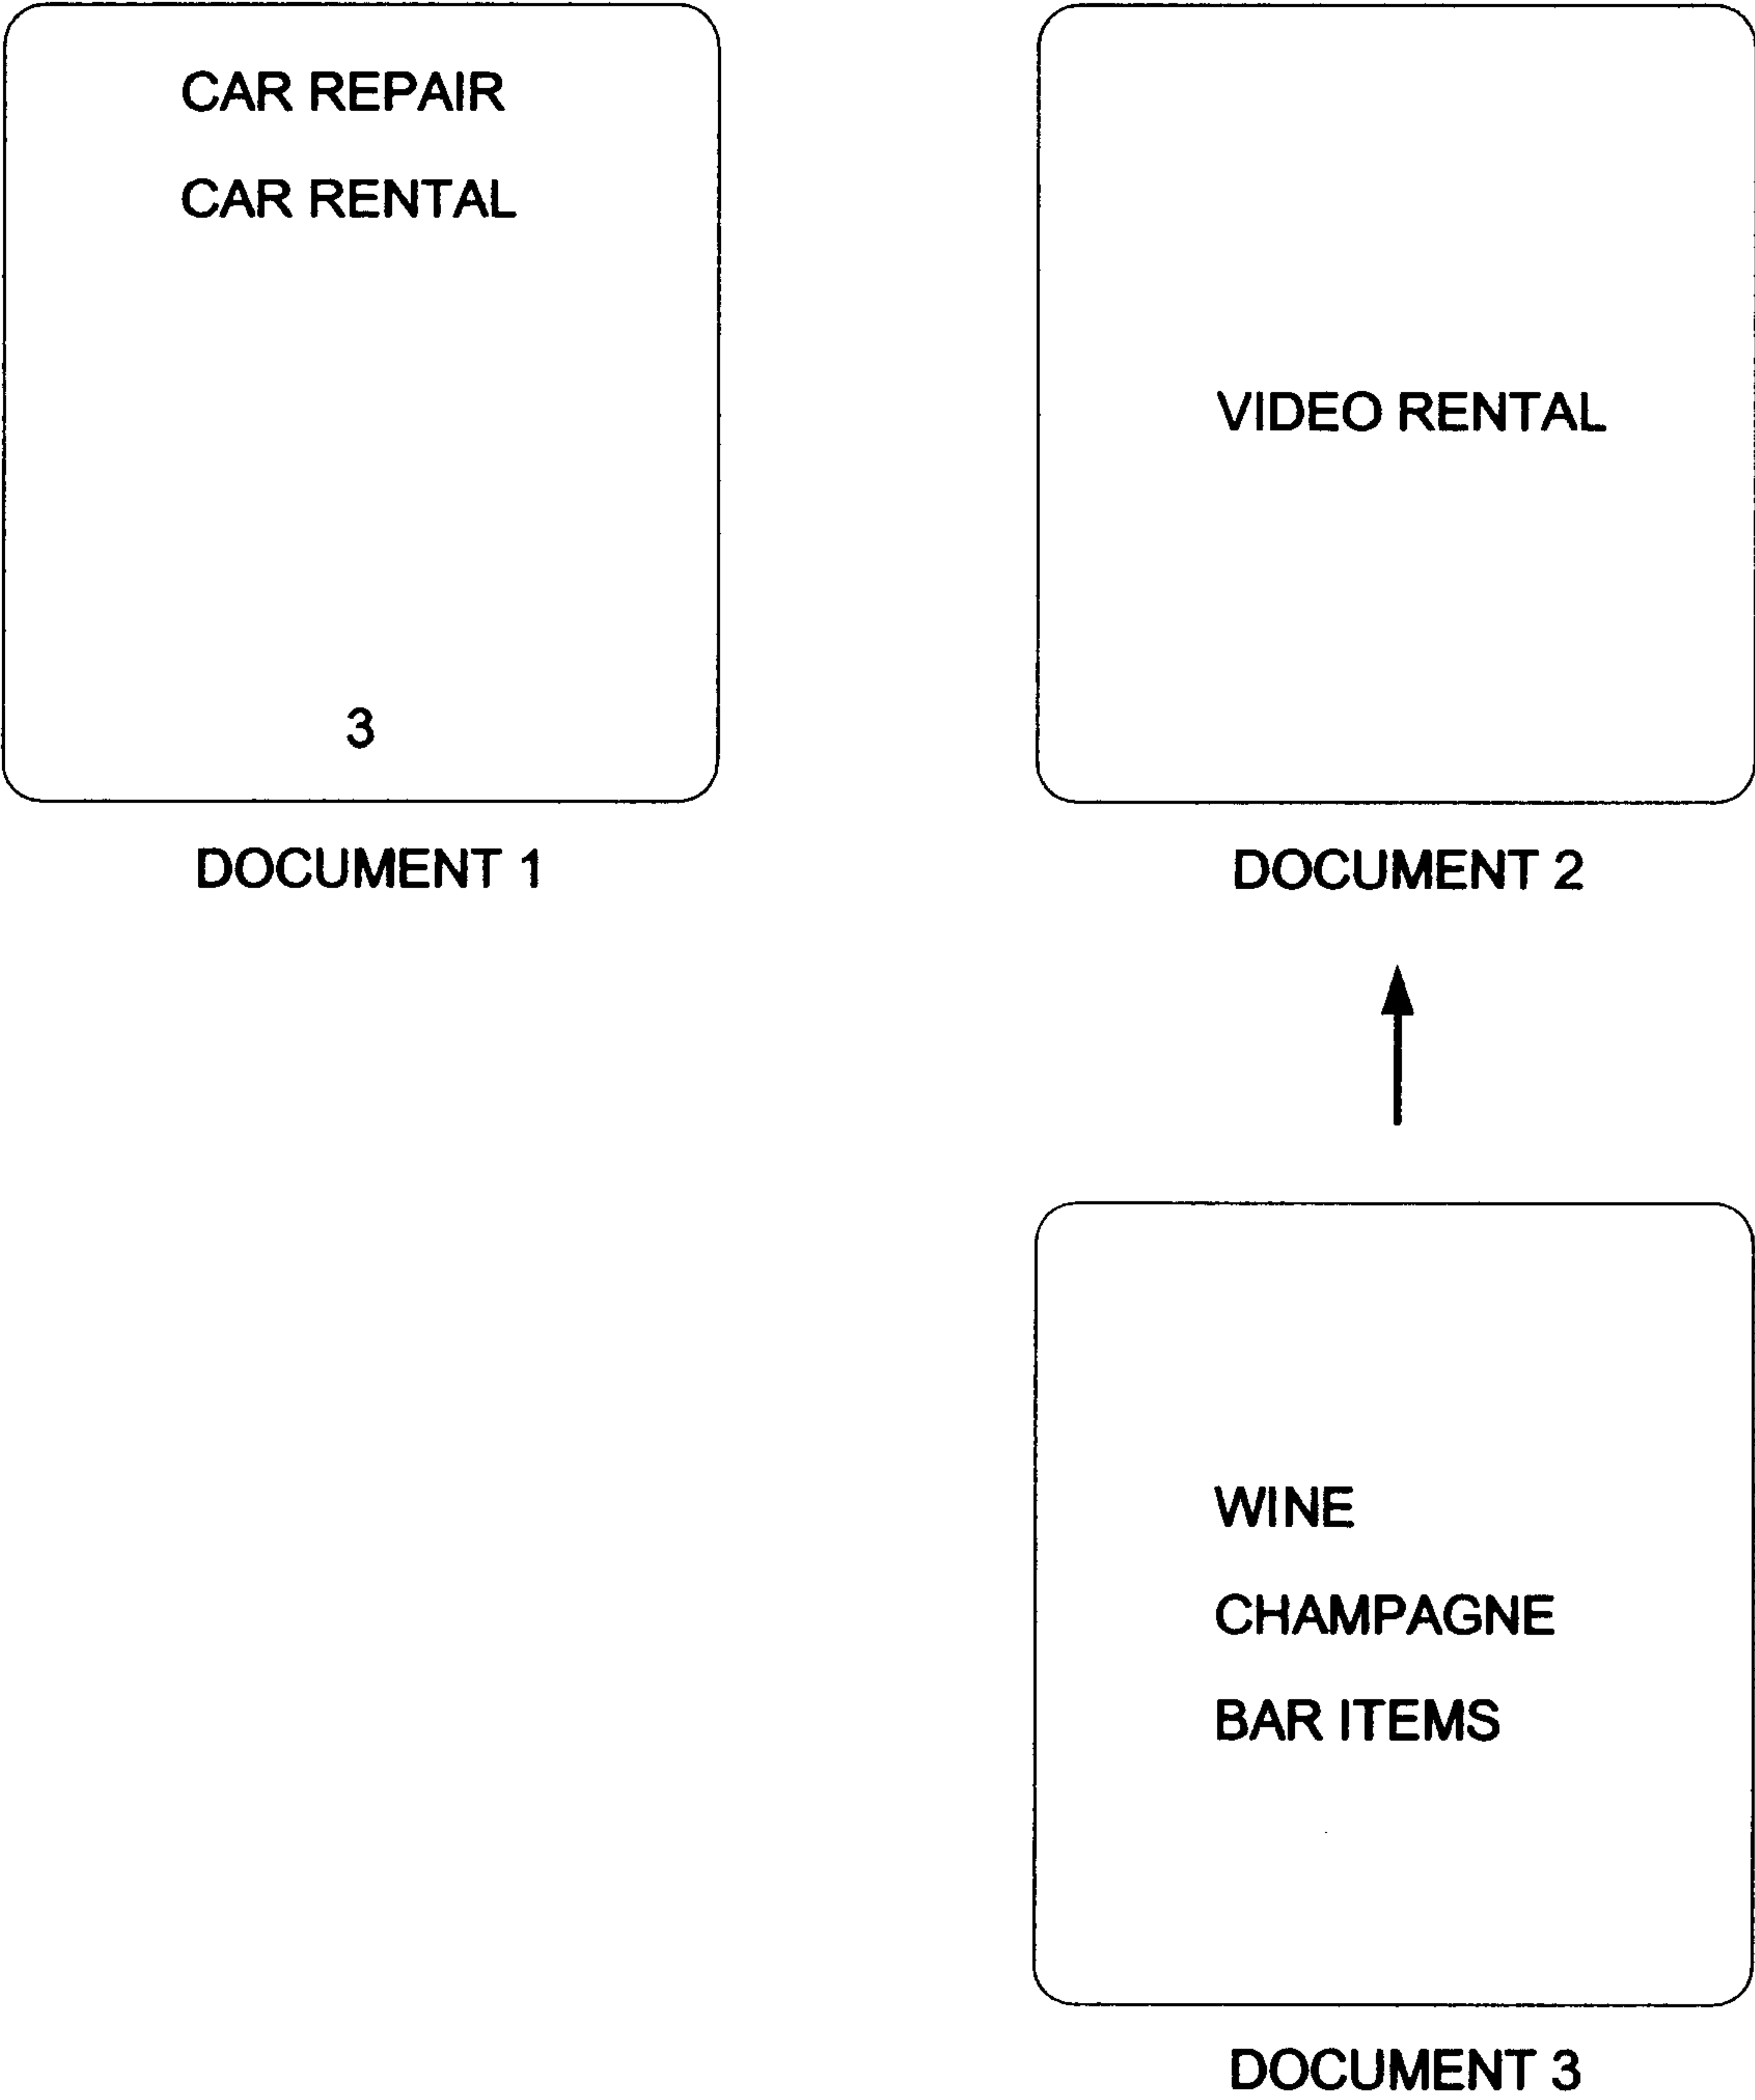 CAR REPAIR
CAR RENTAL
3
DOCUMENT 1
VIDEO RENTAL
DOCUMENT 2
WINE
CHAMPAGNE
BAR ITEMS
DOCUMENT 3